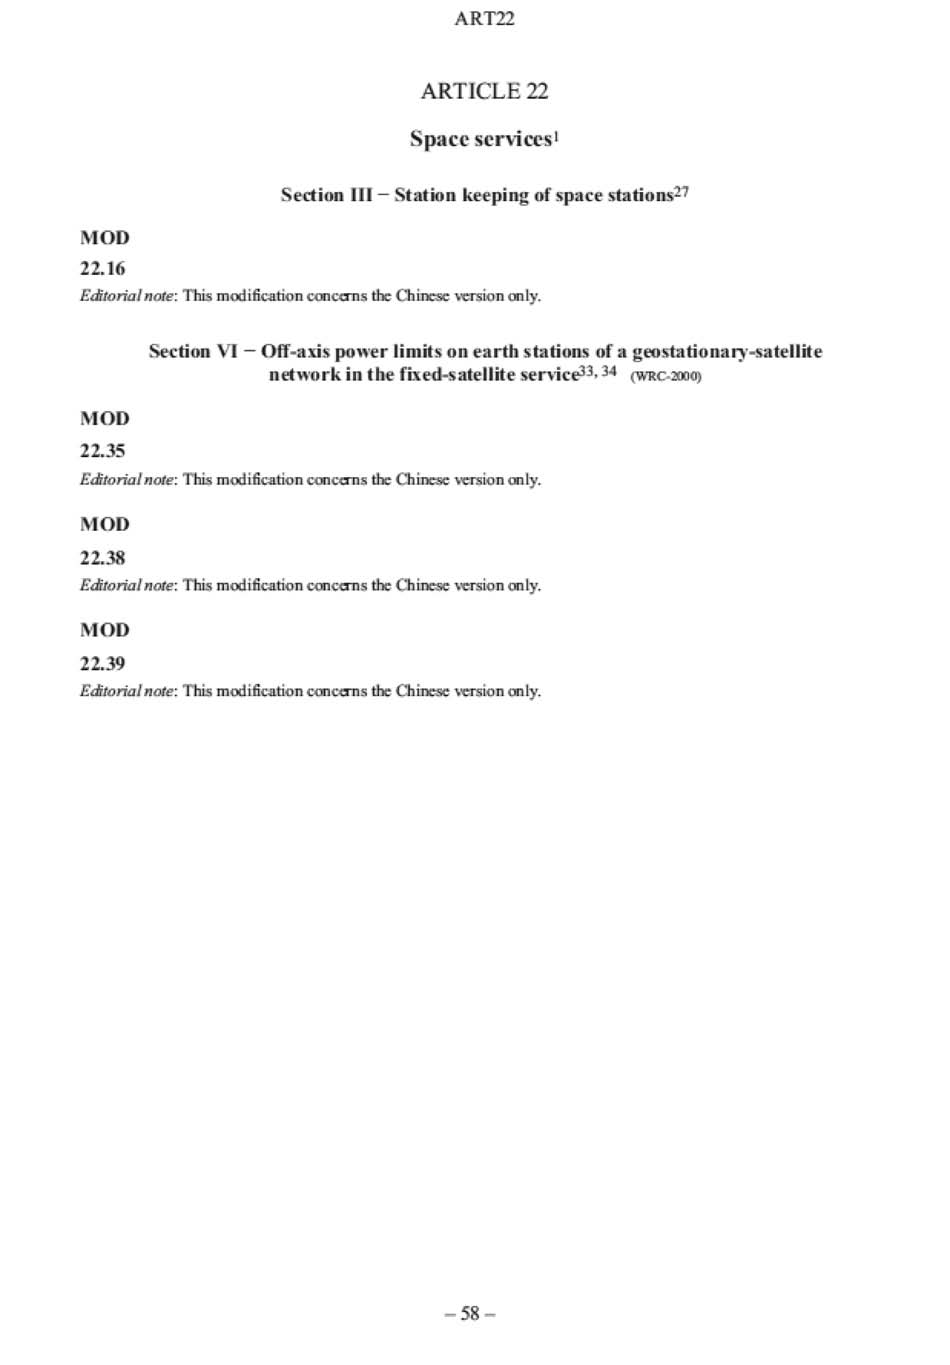 ART22
ARTICLE 22
Space services1
Section III – Station keeping of space stations27
MOD
22.16
Editorial note: This modification concerns the Chinese version only.
Section VI – Off-axis power limits on earth stations of a geostationary-satellite
network in the fixed-satellite service33, 34 (WRC-2000)
MOD
22.35
Editorial note: This modification concerns the Chinese version only.
MOD
22.38
Editorial note: This modification concerns the Chinese version only.
MOD
22.39
Editorial note: This modification concerns the Chinese version only.
– 58 –